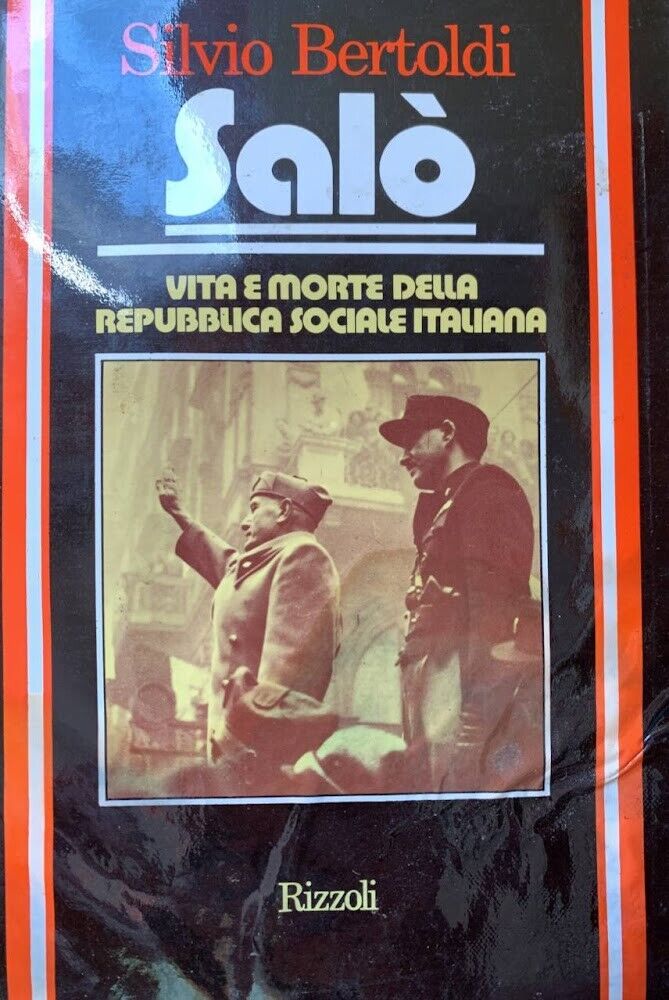 Silvio Bertoldi
Salò
VITA E MORTE DELLA
REPUBBLICA SOCIALE ITALIANA
Rizzoli